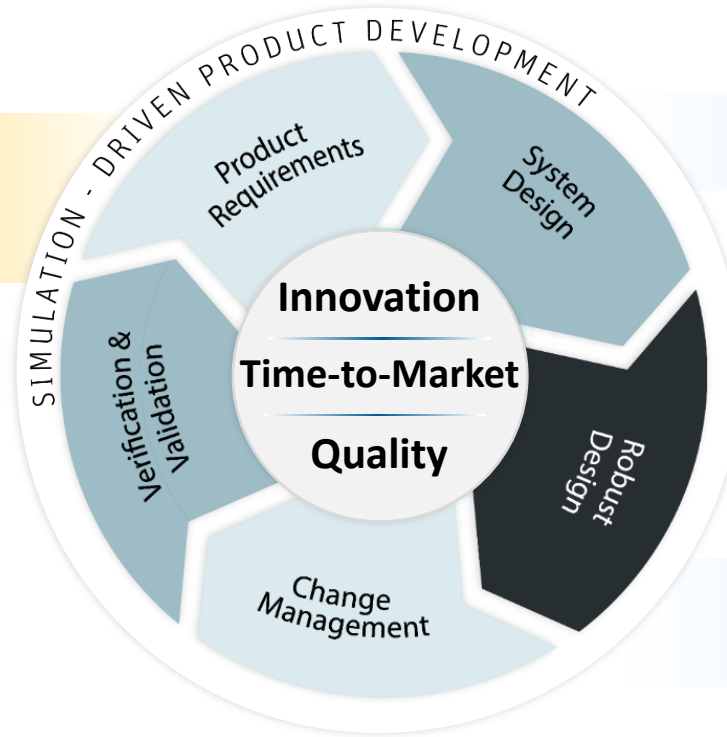 SIMULATION - DRIVEN PRODUCT DEVELOPMENT
Product
Requirements
System
Design
Robust
Design
Change
Management
Verification &
Validation
Innovation
Time-to-Market
Quality